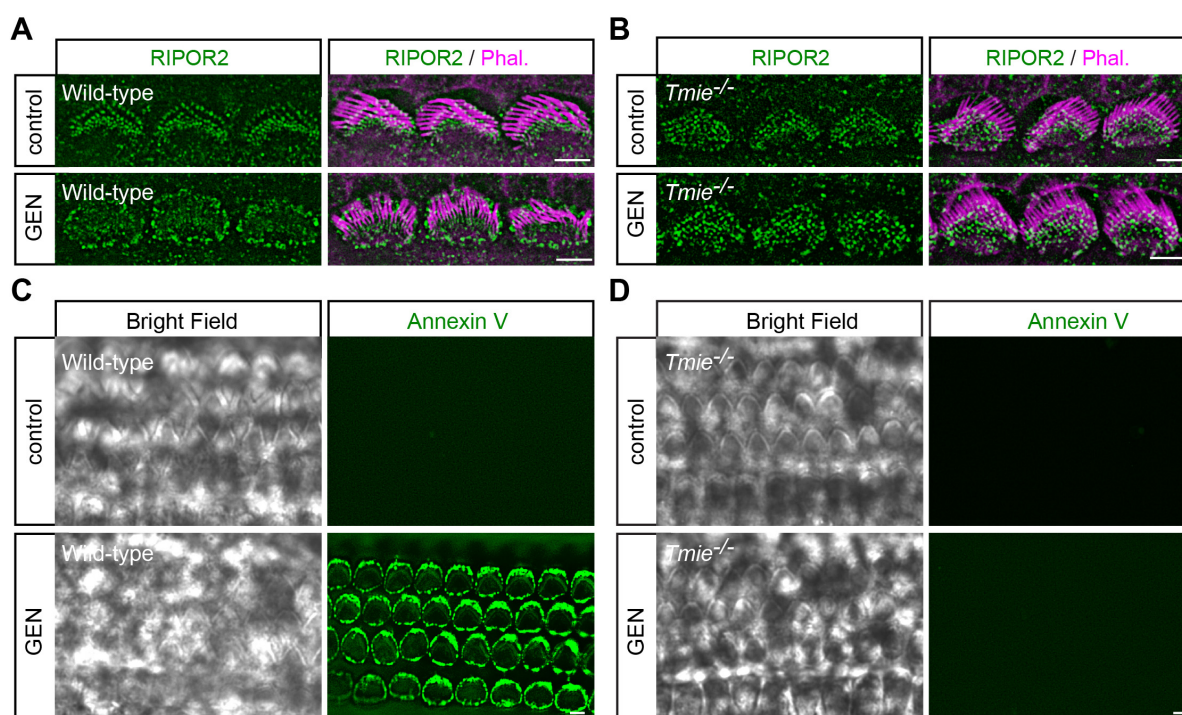 A
RIPOR2
RIPOR2 / Phal.
control
Wild-type
GEN
Wild-type
B
RIPOR2
RIPOR2 / Phal.
control
Tmie-/-
GEN
Tmie-/-
C
Bright Field
Annexin V
control
Wild-type
GEN
Wild-type
D
Bright Field
Annexin V
control
Tmie-/-
GEN
Tmie-/-